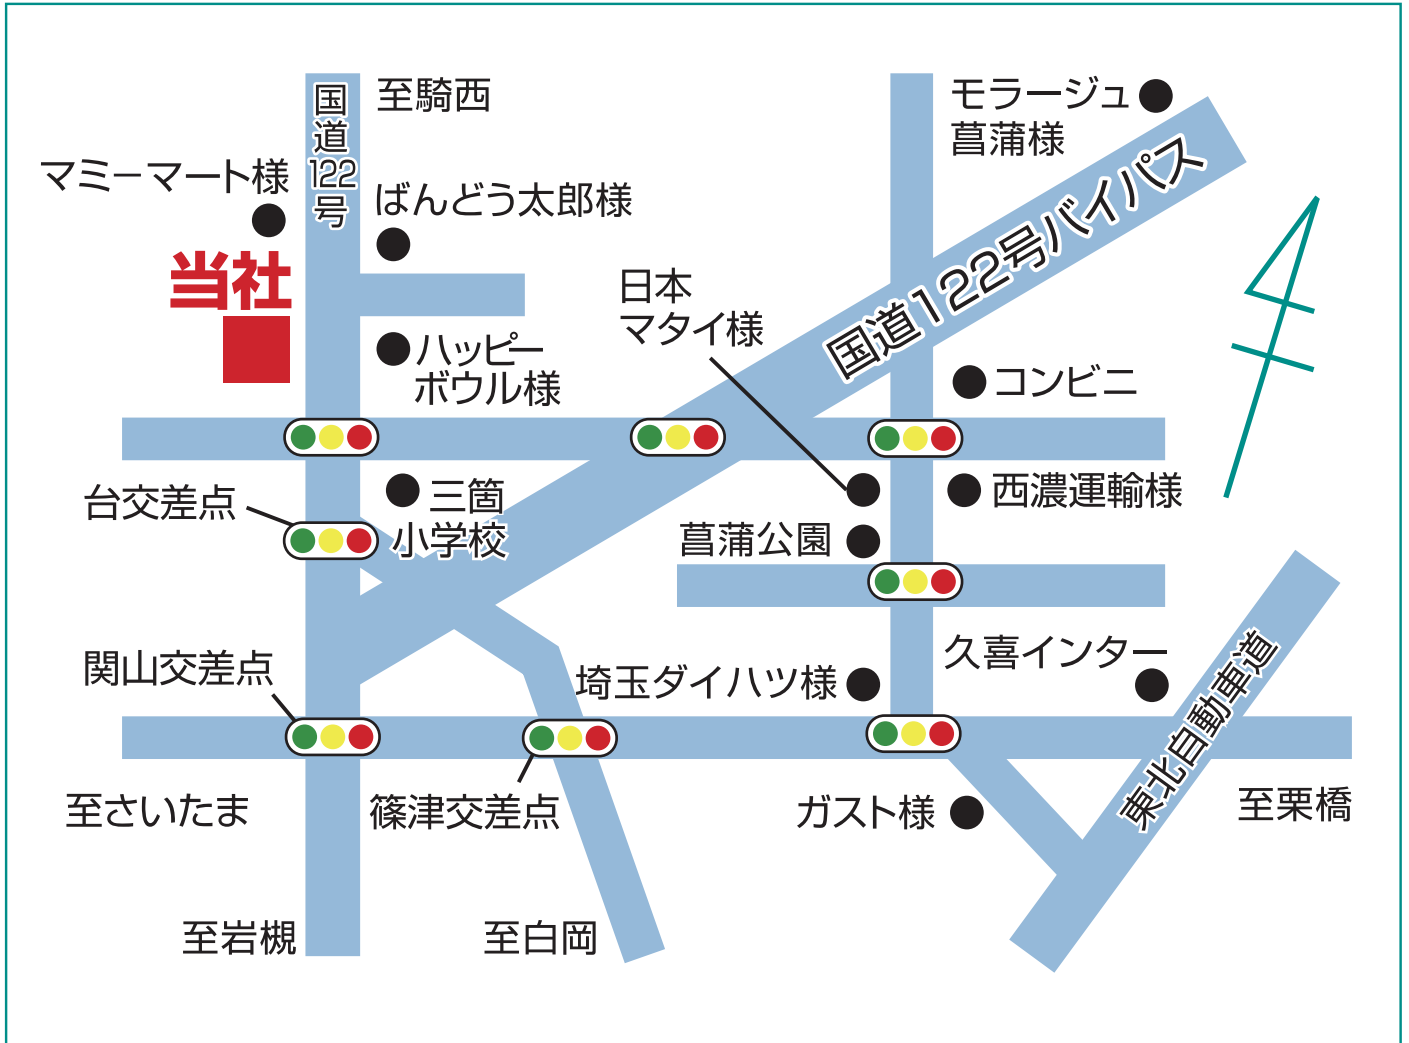 国道122号
至騎西
モラージュ
菖蒲様
マミーマート様
ばんどう太郎様
当社
国道122号バイパス
日本
マタイ様
ハッピー
ボウル様
コンビニ
台交差点
三箇
小学校
西濃運輸様
菖蒲公園
関山交差点
埼玉ダイハツ様
久喜インター
東北自動車道
至さいたま
篠津交差点
ガスト様
至栗橋
至岩槻
至白岡